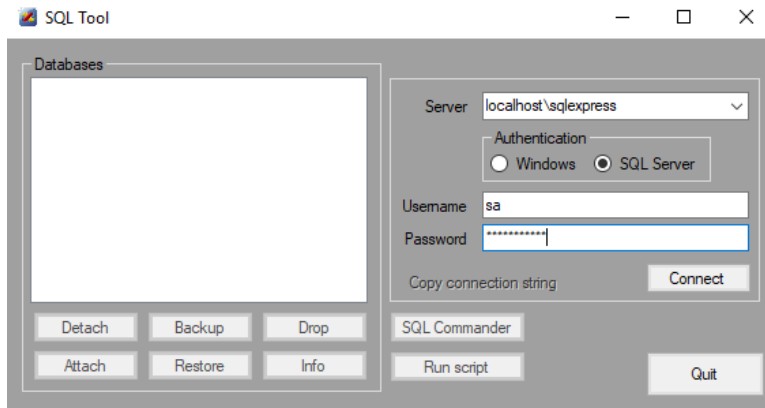 SQL Tool
Databases
Server localhost\sqlexpress
Authentication
Windows SQL Server
Username sa
Password ***********
Copy connection string Connect
Detach Backup Drop SQL Commander
Attach Restore Info Run script
Quit